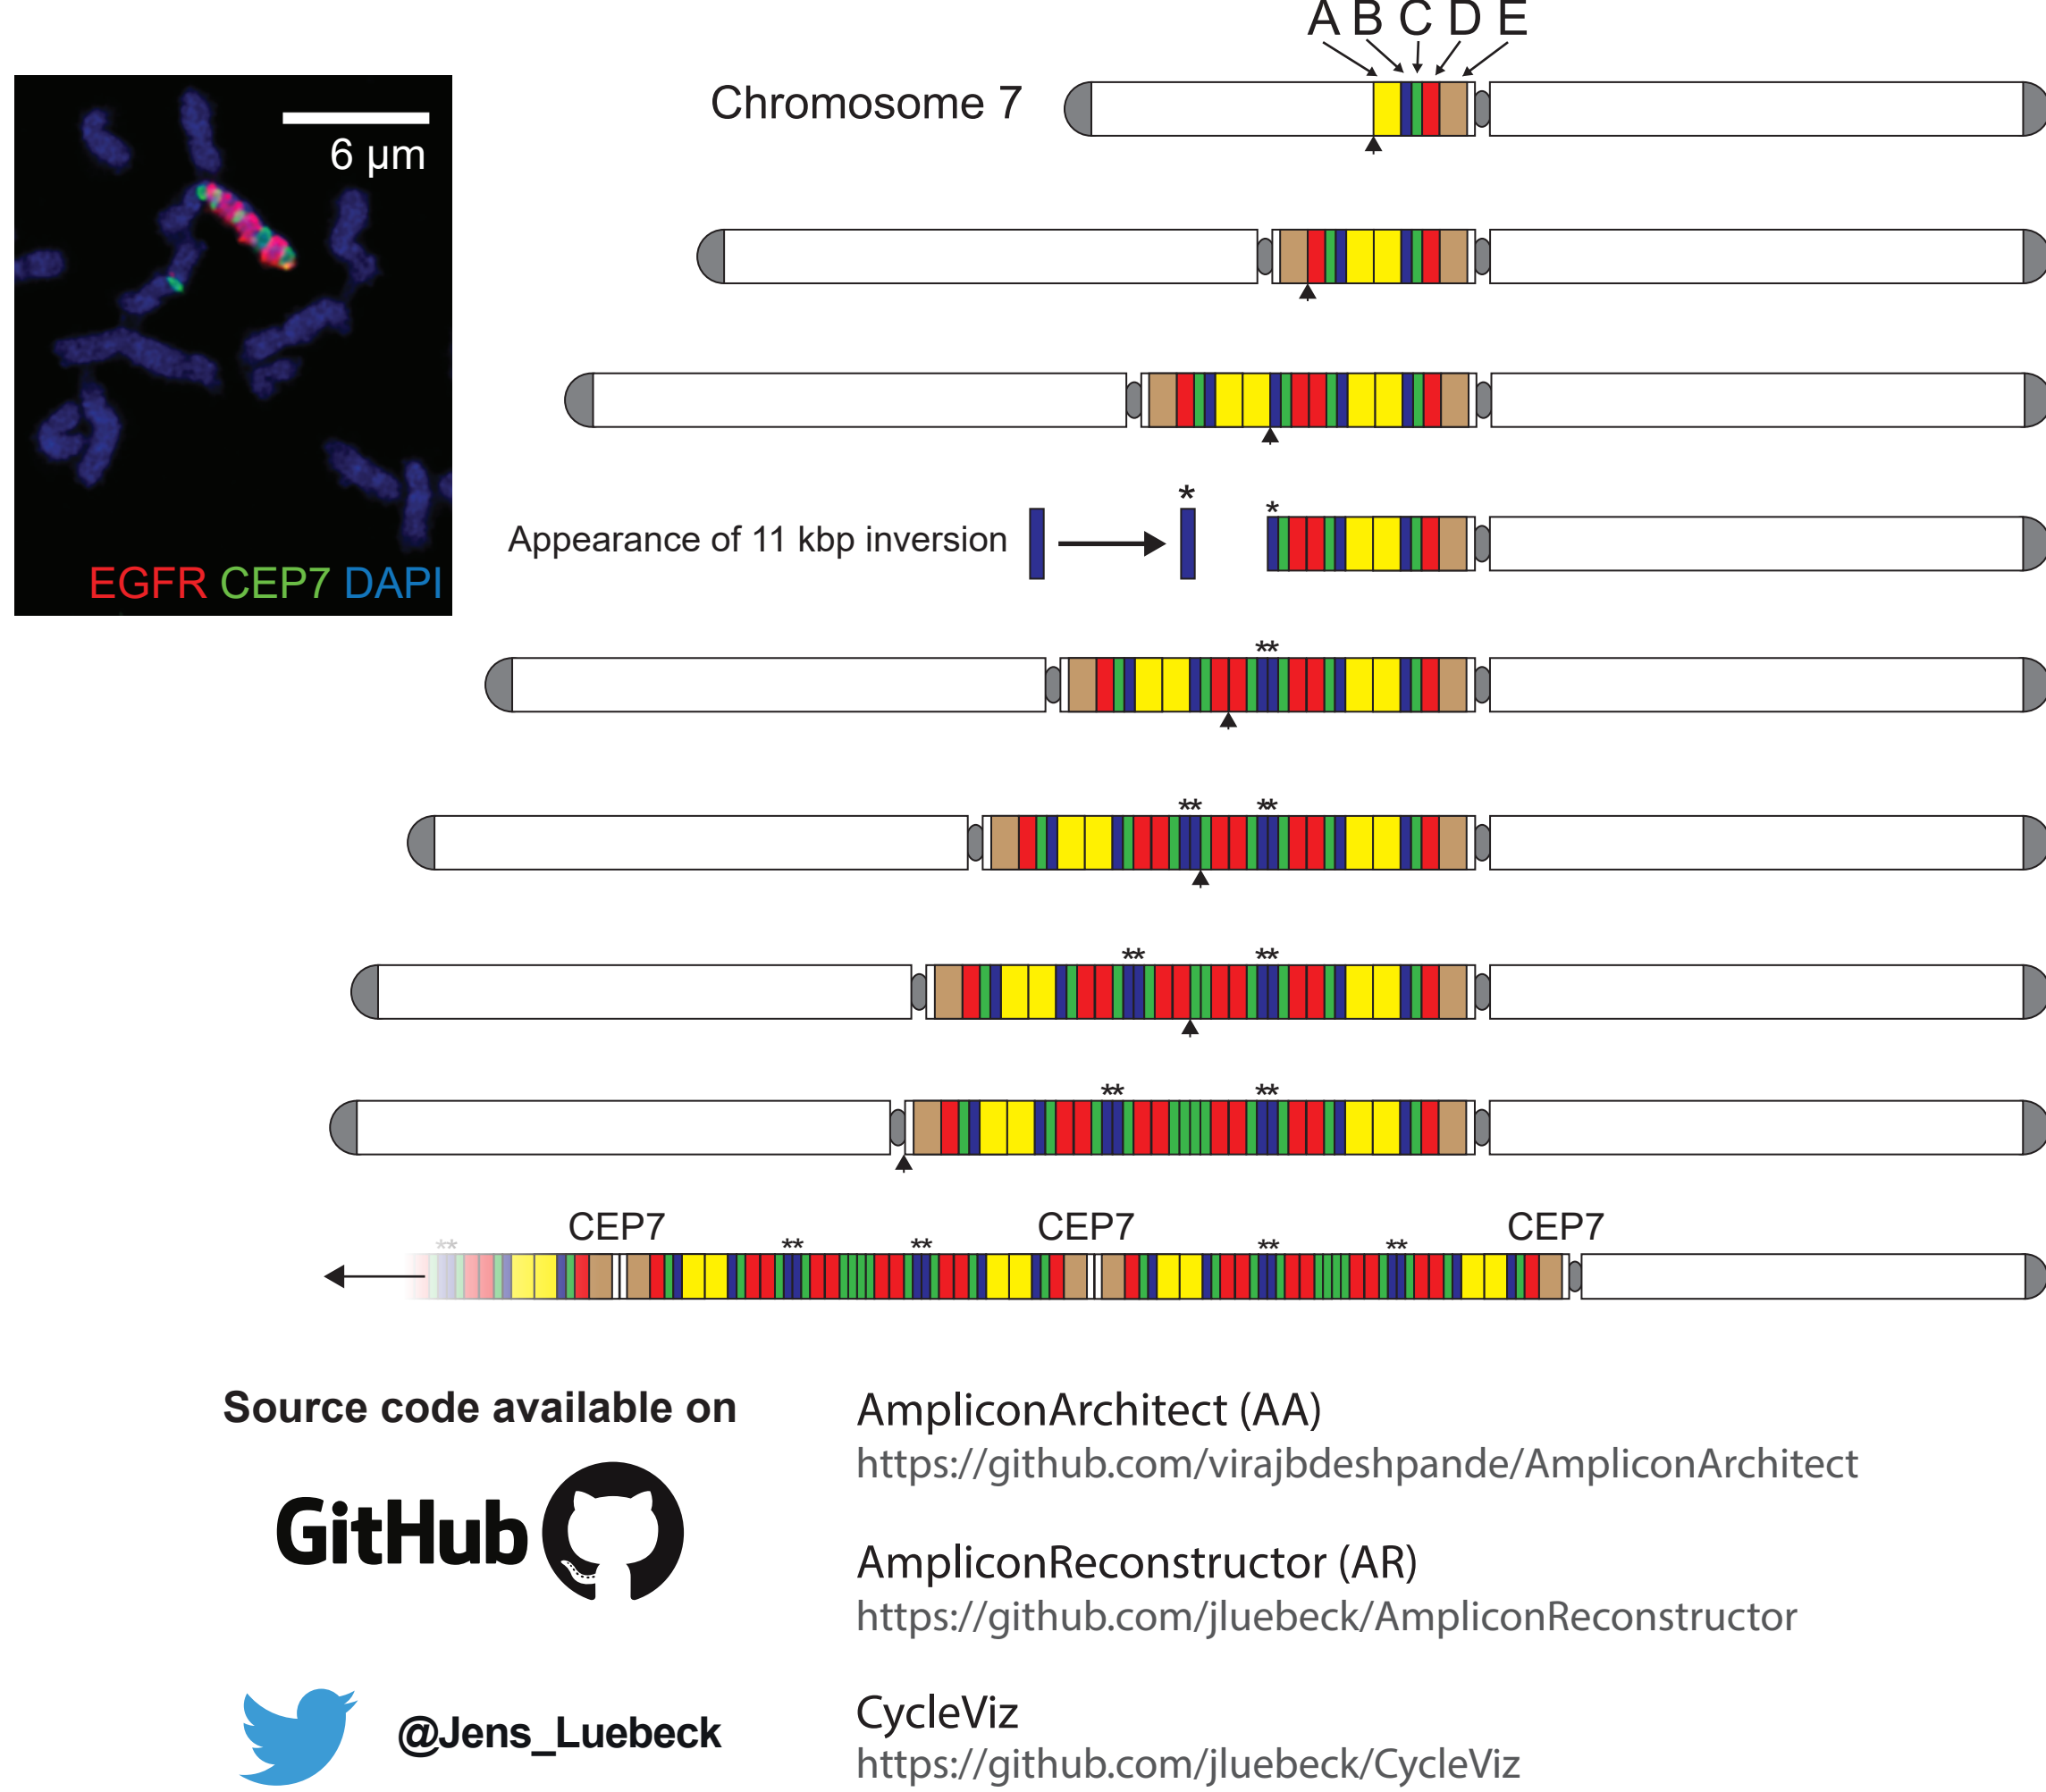 A B C D E
Chromosome 7
6 µm
EGFR CEP7 DAPI
*
*
Appearance of 11 kbp inversion
**
** **
** **
** **
CEP7 CEP7 CEP7
** ** ** ** **
Source code available on
GitHub
AmpliconArchitect (AA)
https://github.com/virajbdeshpande/AmpliconArchitect
AmpliconReconstructor (AR)
https://github.com/jluebeck/AmpliconReconstructor
@Jens_Luebeck
CycleViz
https://github.com/jluebeck/CycleViz